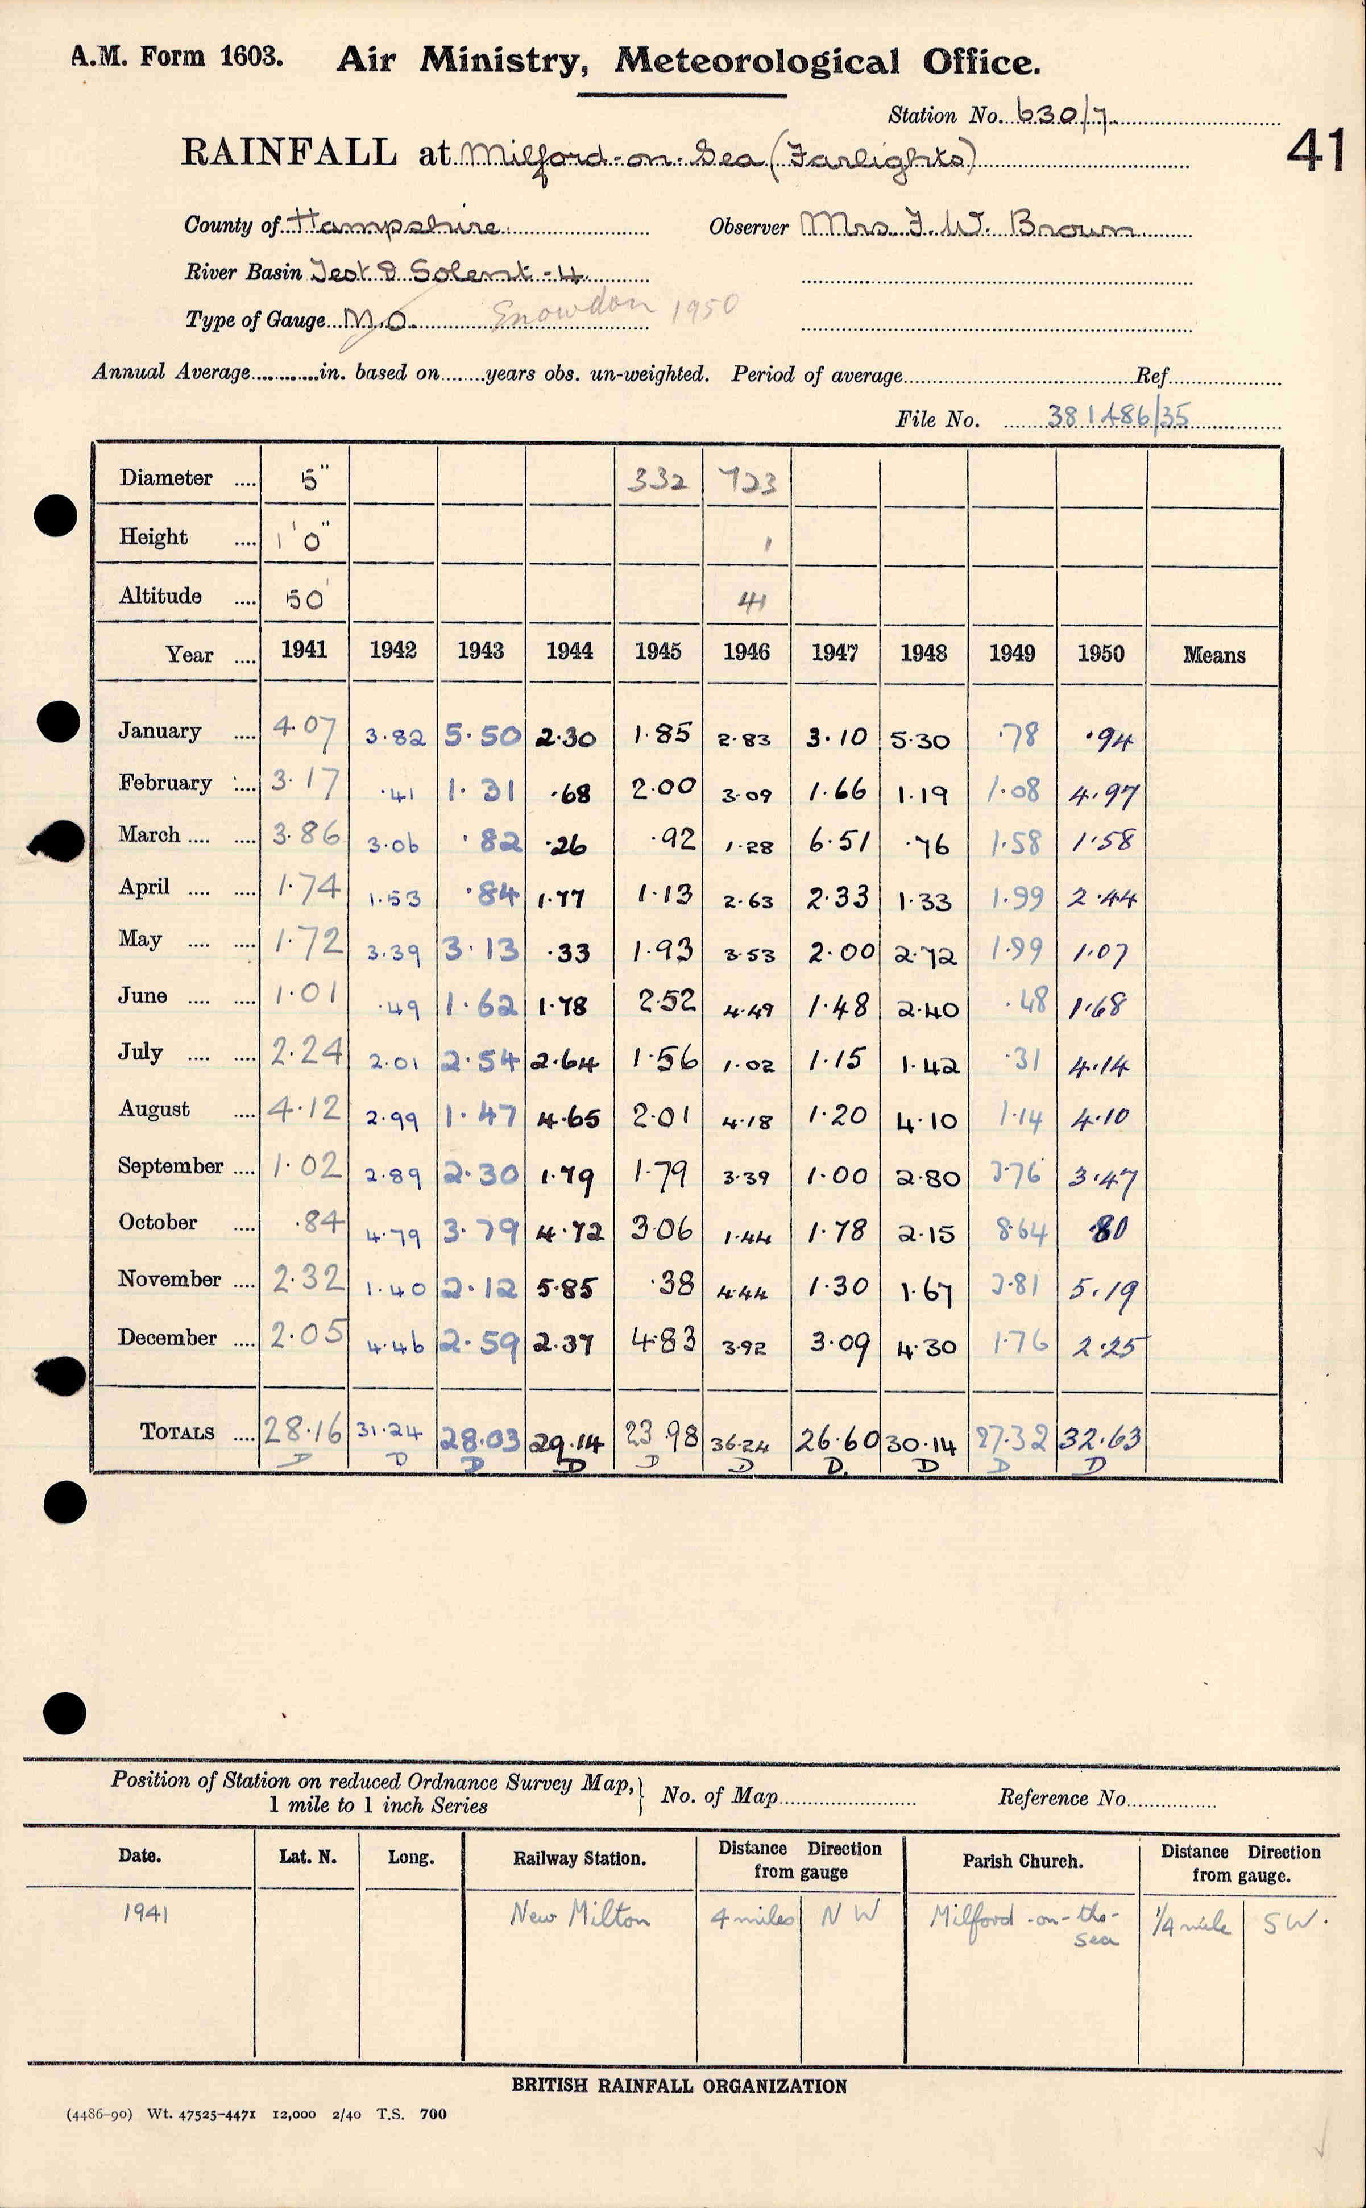 A.M. Form 1603. Air Ministry, Meteorological Office.
Station No. 630/7
41
RAINFALL at Milford-on-Sea (Farlights)
County of Hampshire Observer Mrs F. W. Brown
River Basin Test & Solent - 4
Type of Gauge M.O. Snowdon 1950
Annual Average............in. based on........years obs. un-weighted. Period of average.......... Ref..........
File No. 381486/35
Diameter .... 5" 332 723
Height .... 1' 0" 1
Altitude .... 50' 41
Year .... 1941 1942 1943 1944 1945 1946 1947 1948 1949 1950 Means
January .... 4.07 3.82 5.50 2.30 1.85 2.83 3.10 5.30 .78 .94
February .... 3.17 .41 1.31 .68 2.00 3.09 1.66 1.19 1.08 4.97
March .... .... 3.86 3.06 .82 .26 .92 1.28 6.51 .76 1.58 1.58
April .... .... 1.74 1.53 .84 1.77 1.13 2.63 2.33 1.33 1.99 2.44
May .... .... 1.72 3.39 3.13 .33 1.93 3.53 2.00 2.72 1.99 1.07
June .... .... 1.01 .49 1.62 1.78 2.52 4.49 1.48 2.40 .48 1.68
July .... .... 2.24 2.01 2.54 2.64 1.56 1.02 1.15 1.42 .31 4.14
August .... 4.12 2.99 1.47 4.65 2.01 4.18 1.20 4.10 1.14 4.10
September .... 1.02 2.89 2.30 1.79 1.79 3.39 1.00 2.80 3.76 3.47
October .... .84 4.79 3.79 4.72 3.06 1.44 1.78 2.15 8.64 .80
November .... 2.32 1.40 2.12 5.85 .38 4.44 1.30 1.67 3.81 5.19
December .... 2.05 4.46 2.59 2.37 4.83 3.92 3.09 4.30 1.76 2.25
TOTALS .... 28.16 31.24 28.03 29.14 23.98 36.24 26.60 30.14 27.32 32.63
D D D D D D D. D D D
Position of Station on reduced Ordnance Survey Map, } No. of Map.......... Reference No..........
1 mile to 1 inch Series
Date. Lat. N. Long. Railway Station. Distance Direction from gauge Parish Church. Distance Direction from gauge.
1941 New Milton 4 miles N W Milford-on-the-Sea 1/4 mile S W.
BRITISH RAINFALL ORGANIZATION
(4486-90) Wt. 47525-4471 12,000 2/40 T.S. 700